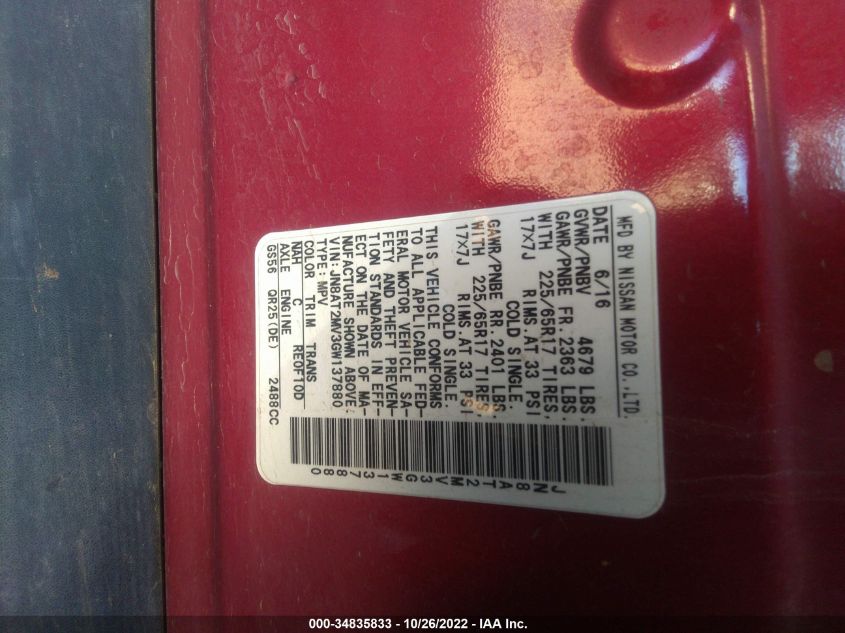 MFD BY NISSAN MOTOR CO.,LTD.
DATE 6/16
GVWR/PNBV 4679 LBS.
GAWR/PNBE FR. 2363 LBS.
WITH 225/65R17 TIRES,
17X7J RIMS AT 33 PSI
COLD SINGLE.
GAWR/PNBE RR. 2401 LBS.
WITH 225/65R17 TIRES,
17X7J RIMS AT 33 PSI
COLD SINGLE.
THIS VEHICLE CONFORMS
TO ALL APPLICABLE FED-
ERAL MOTOR VEHICLE SA-
FETY AND THEFT PREVEN-
TION STANDARDS IN EFF-
ECT ON THE DATE OF MA-
NUFACTURE SHOWN ABOVE.
VIN: JN8AT2MV3GW137880
TYPE: MPV
COLOR TRIM TRANS
NAH C RE0F10D
AXLE ENGINE
GS56 QR25(DE) 2488CC
JN8AT2MV3GW137880
000-34835833 - 10/26/2022 - IAA Inc.